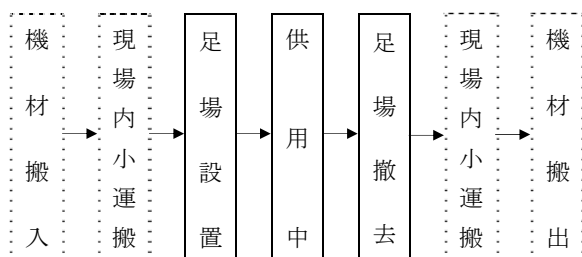 機材搬入
現場内小運搬
足場設置
供用中
足場撤去
現場内小運搬
機材搬出